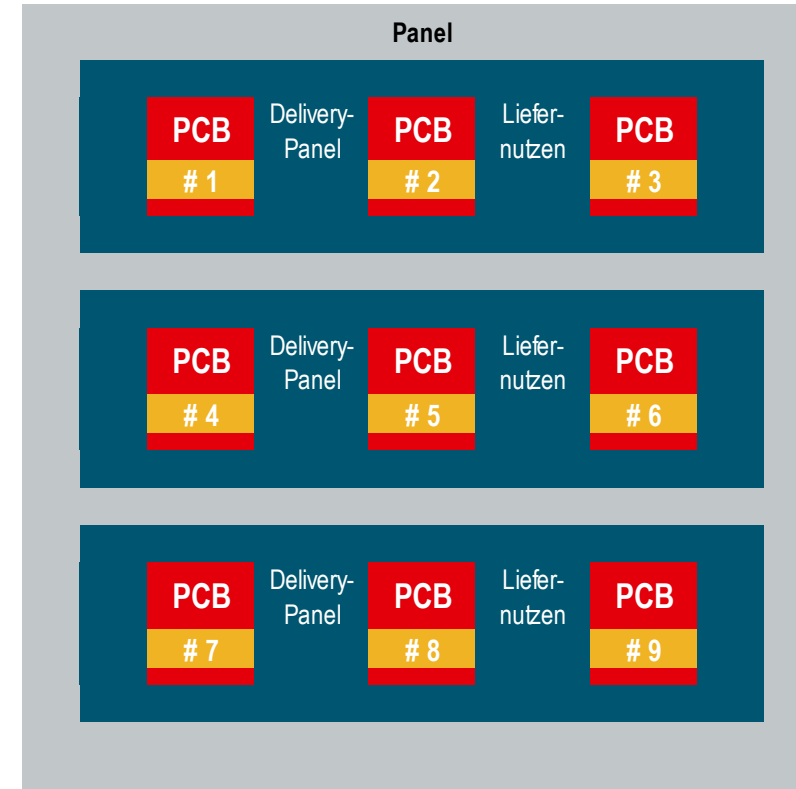 Panel
PCB
# 1
Delivery-
Panel
PCB
# 2
Liefer-
nutzen
PCB
# 3
PCB
# 4
Delivery-
Panel
PCB
# 5
Liefer-
nutzen
PCB
# 6
PCB
# 7
Delivery-
Panel
PCB
# 8
Liefer-
nutzen
PCB
# 9